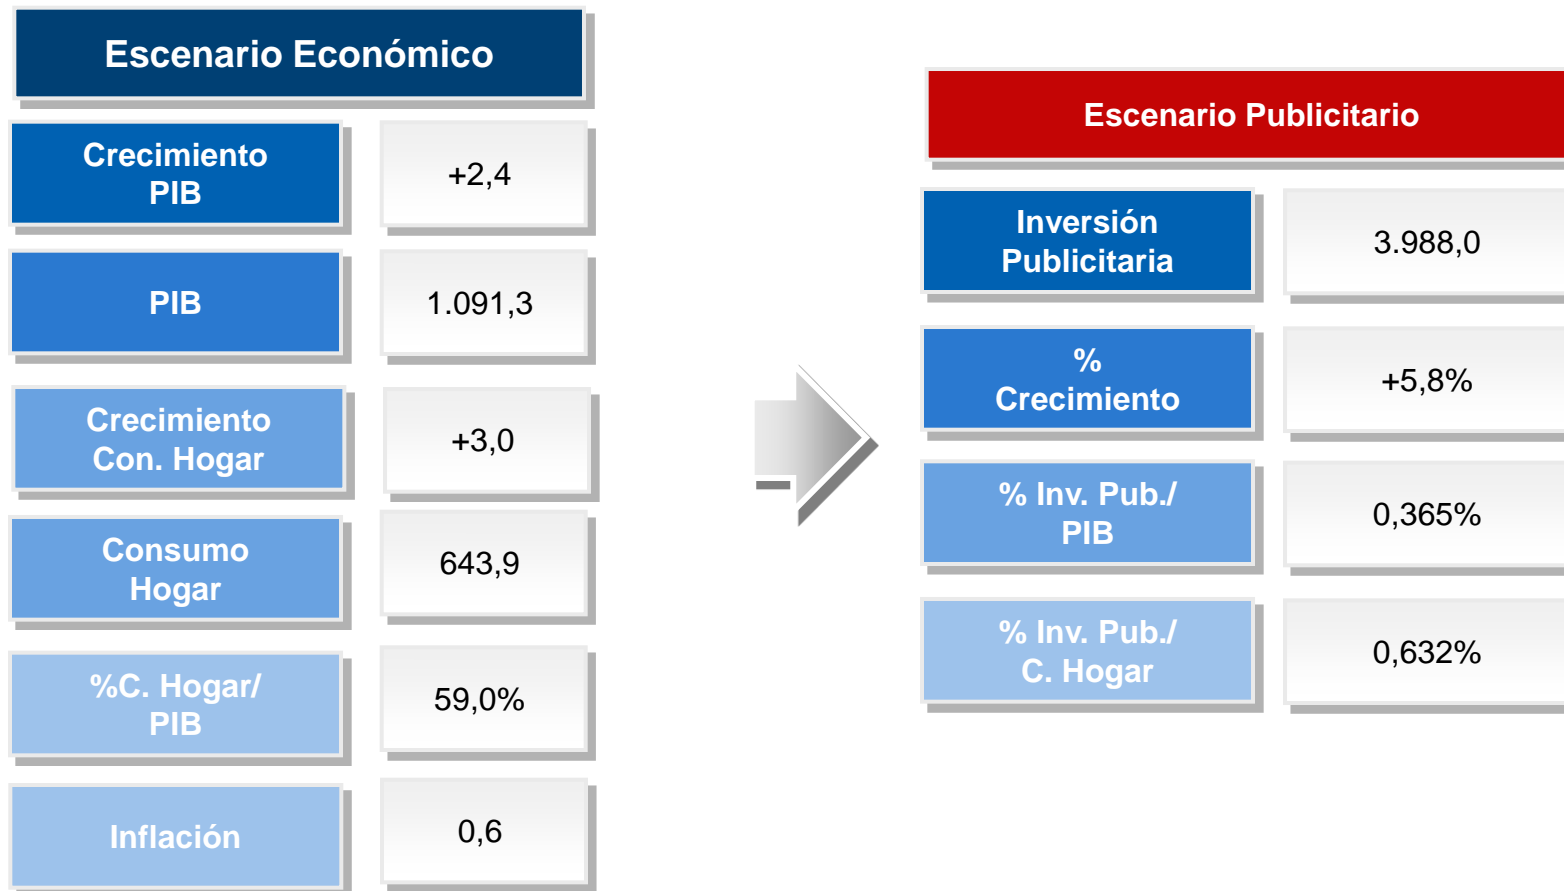 Escenario Económico
Crecimiento
PIB
+2,4
PIB
1.091,3
Crecimiento
Con. Hogar
+3,0
Consumo
Hogar
643,9
%C. Hogar/
PIB
59,0%
Inflación
0,6
Escenario Publicitario
Inversión
Publicitaria
3.988,0
%
Crecimiento
+5,8%
% Inv. Pub./
PIB
0,365%
% Inv. Pub./
C. Hogar
0,632%